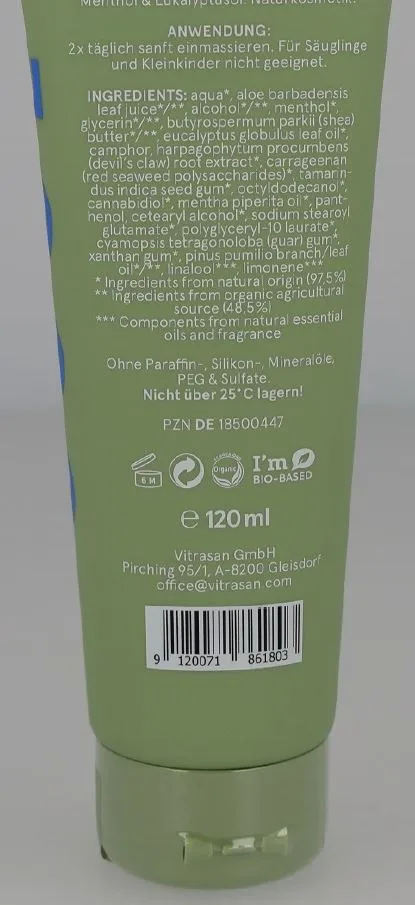 Menthol & Eukalyptusöl. Naturkosmetik.
ANWENDUNG:
2x täglich sanft einmassieren. Für Säuglinge
und Kleinkinder nicht geeignet.
INGREDIENTS: aqua*, aloe barbadensis
leaf juice*/**, alcohol*/**, menthol*,
glycerin*/**, butyrospermum parkii (shea)
butter*/**, eucalyptus globulus leaf oil*,
camphor, harpagophytum procumbens
(devil's claw) root extract*, carrageenan
(red seaweed polysaccharides)*, tamarin-
dus indica seed gum*, octyldodecanol*,
cannabidiol*, mentha piperita oil*, pant-
henol, cetearyl alcohol*, sodium stearoyl
glutamate*, polyglyceryl-10 laurate*,
cyamopsis tetragonoloba (guar) gum*,
xanthan gum*, pinus pumilio branch/leaf
oil*/**, linalool***, limonene***
* Ingredients from natural origin (97,5%)
** Ingredients from organic agricultural
source (48,5%)
*** Components from natural essential
oils and fragrance
Ohne Paraffin-, Silikon-, Mineralöle,
PEG & Sulfate.
Nicht über 25°C lagern!
PZN DE 18500447
6 M
Organic
I'm
BIO-BASED
℮ 120 ml
Vitrasan GmbH
Pirching 95/1, A-8200 Gleisdorf
office@vitrasan.com
9 120071 861803